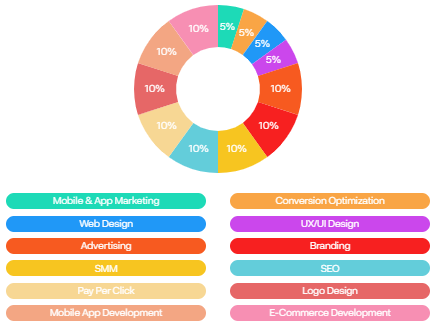 5%
5%
5%
5%
10%
10%
10%
10%
10%
10%
10%
10%
Mobile & App Marketing
Conversion Optimization
Web Design
UX/UI Design
Advertising
Branding
SMM
SEO
Pay Per Click
Logo Design
Mobile App Development
E-Commerce Development